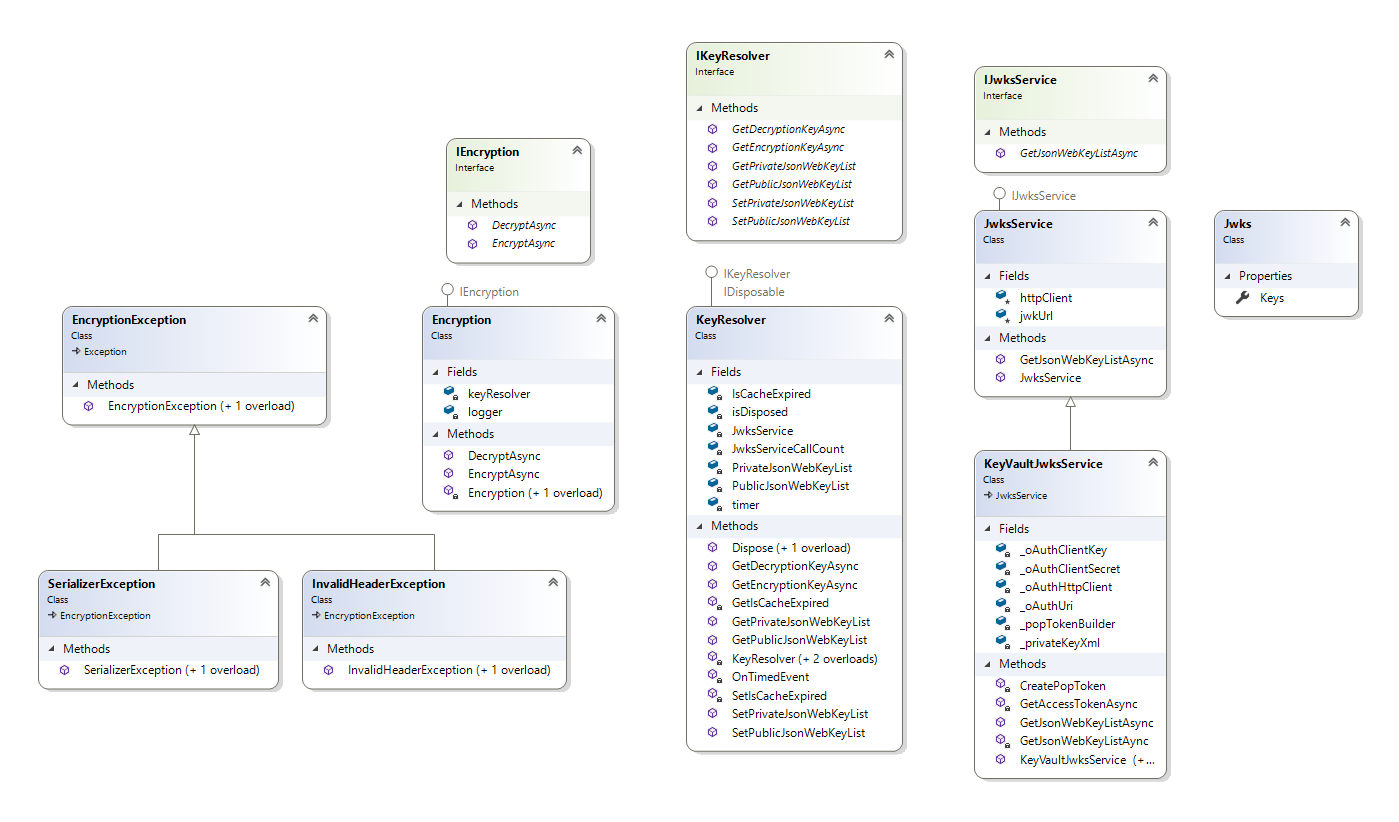 IKeyResolver
Interface
Methods
GetDecryptionKeyAsync
GetEncryptionKeyAsync
GetPrivateJsonWebKeyList
GetPublicJsonWebKeyList
SetPrivateJsonWebKeyList
SetPublicJsonWebKeyList
IJwksService
Interface
Methods
GetJsonWebKeyListAsync
IEncryption
Interface
Methods
DecryptAsync
EncryptAsync
IJwksService
JwksService
Class
Fields
httpClient
jwkUrl
Methods
GetJsonWebKeyListAsync
JwksService
Jwks
Class
Properties
Keys
IKeyResolver
IDisposable
IEncryption
EncryptionException
Class
Exception
Methods
EncryptionException (+ 1 overload)
Encryption
Class
Fields
keyResolver
logger
Methods
DecryptAsync
EncryptAsync
Encryption (+ 1 overload)
KeyResolver
Class
Fields
IsCacheExpired
isDisposed
JwksService
JwksServiceCallCount
PrivateJsonWebKeyList
PublicJsonWebKeyList
timer
Methods
Dispose (+ 1 overload)
GetDecryptionKeyAsync
GetEncryptionKeyAsync
GetIsCacheExpired
GetPrivateJsonWebKeyList
GetPublicJsonWebKeyList
KeyResolver (+ 2 overloads)
OnTimedEvent
SetIsCacheExpired
SetPrivateJsonWebKeyList
SetPublicJsonWebKeyList
KeyVaultJwksService
Class
JwksService
Fields
_oAuthClientKey
_oAuthClientSecret
_oAuthHttpClient
_oAuthUri
_popTokenBuilder
_privateKeyXml
Methods
CreatePopToken
GetAccessTokenAsync
GetJsonWebKeyListAsync
GetJsonWebKeyListAync
KeyVaultJwksService (+...
SerializerException
Class
EncryptionException
Methods
SerializerException (+ 1 overload)
InvalidHeaderException
Class
EncryptionException
Methods
InvalidHeaderException (+ 1 overload)